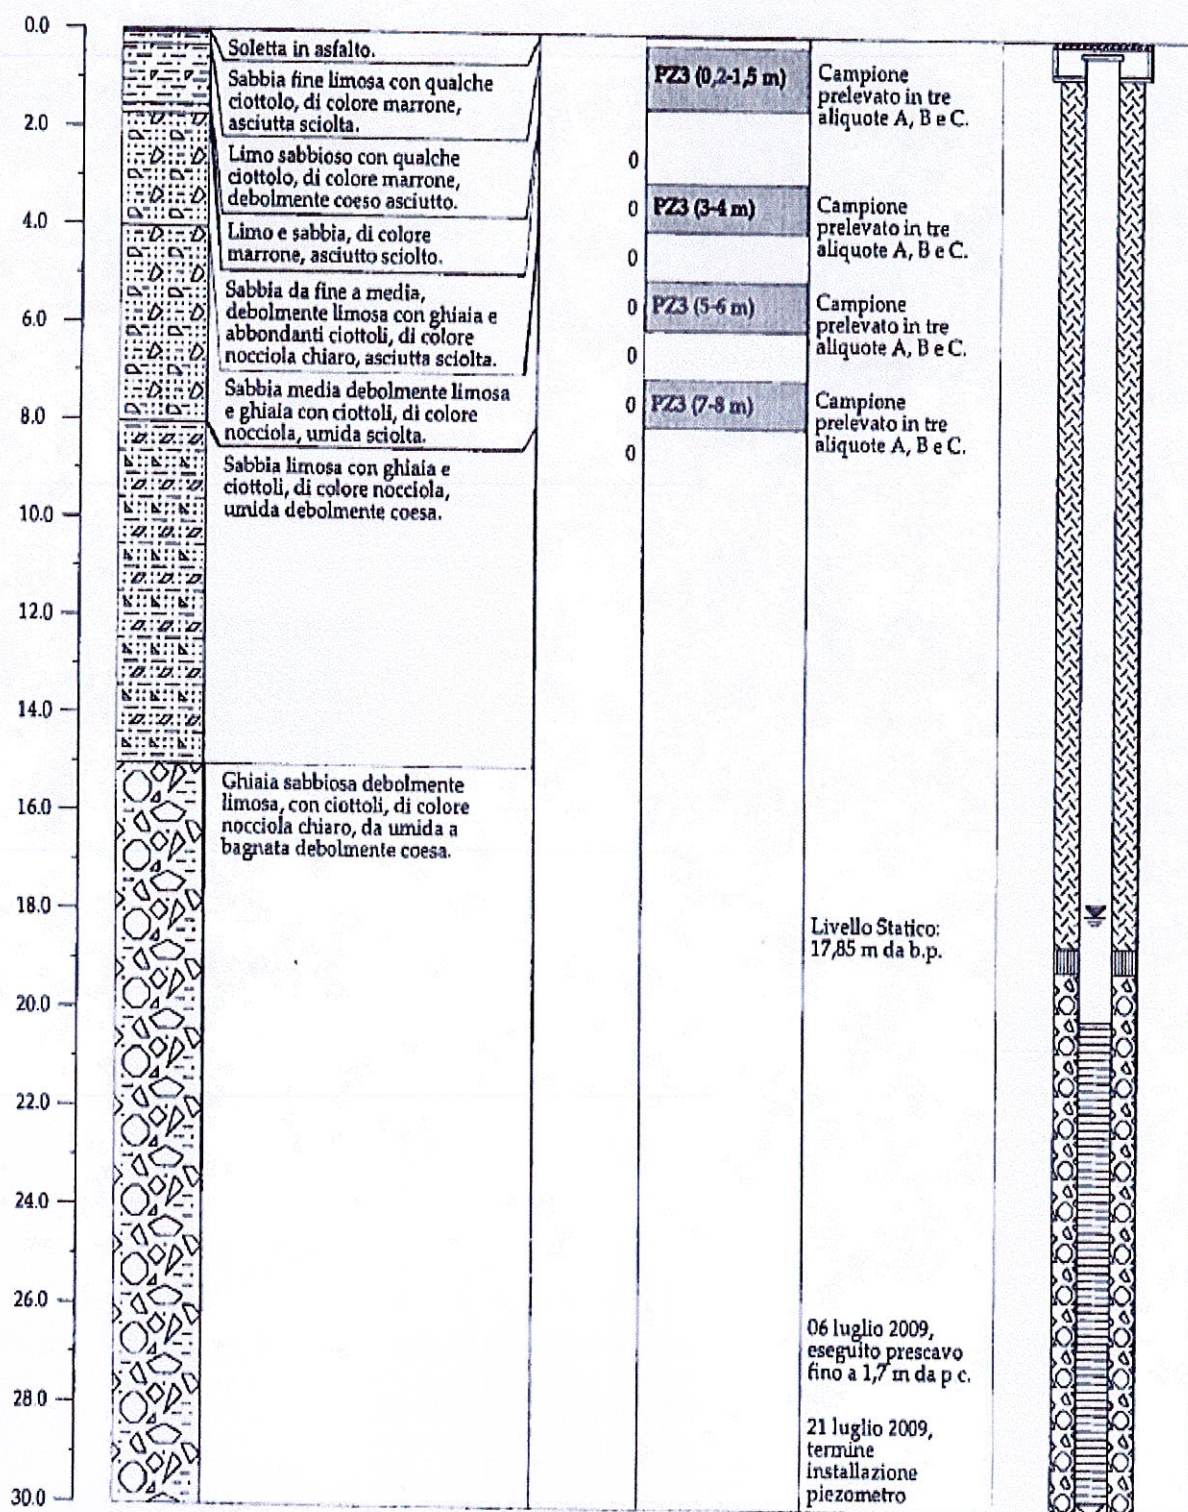 0.0
2.0
4.0
6.0
8.0
10.0
12.0
14.0
16.0
18.0
20.0
22.0
24.0
26.0
28.0
30.0
Soletta in asfalto.
Sabbia fine limosa con qualche
ciottolo, di colore marrone,
asciutta sciolta.
Limo sabbioso con qualche
ciottolo, di colore marrone,
debolmente coeso asciutto.
Limo e sabbia, di colore
marrone, asciutto sciolto.
Sabbia da fine a media,
debolmente limosa con ghiaia e
abbondanti ciottoli, di colore
nocciola chiaro, asciutta sciolta.
Sabbia media debolmente limosa
e ghiaia con ciottoli, di colore
nocciola, umida sciolta.
Sabbia limosa con ghiaia e
ciottoli, di colore nocciola,
umida debolmente coesa.
Ghiaia sabbiosa debolmente
limosa, con ciottoli, di colore
nocciola chiaro, da umida a
bagnata debolmente coesa.
0
0
0
0
0
0
0
PZ3 (0,2-1,5 m)
PZ3 (3-4 m)
PZ3 (5-6 m)
PZ3 (7-8 m)
Campione
prelevato in tre
aliquote A, B e C.
Campione
prelevato in tre
aliquote A, B e C.
Campione
prelevato in tre
aliquote A, B e C.
Campione
prelevato in tre
aliquote A, B e C.
Livello Statico:
17,85 m da b.p.
06 luglio 2009,
eseguito prescavo
fino a 1,7 m da p c.
21 luglio 2009,
termine
installazione
piezometro